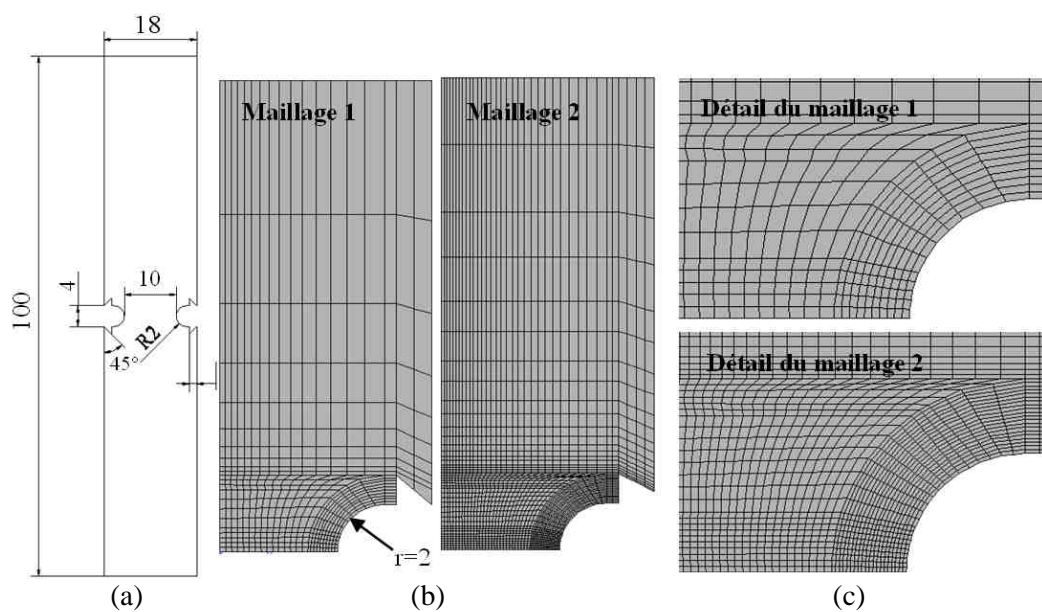 18
Maillage 1
Maillage 2
Détail du maillage 1
100
4
10
R2
45°
Détail du maillage 2
r=2
(a)
(b)
(c)